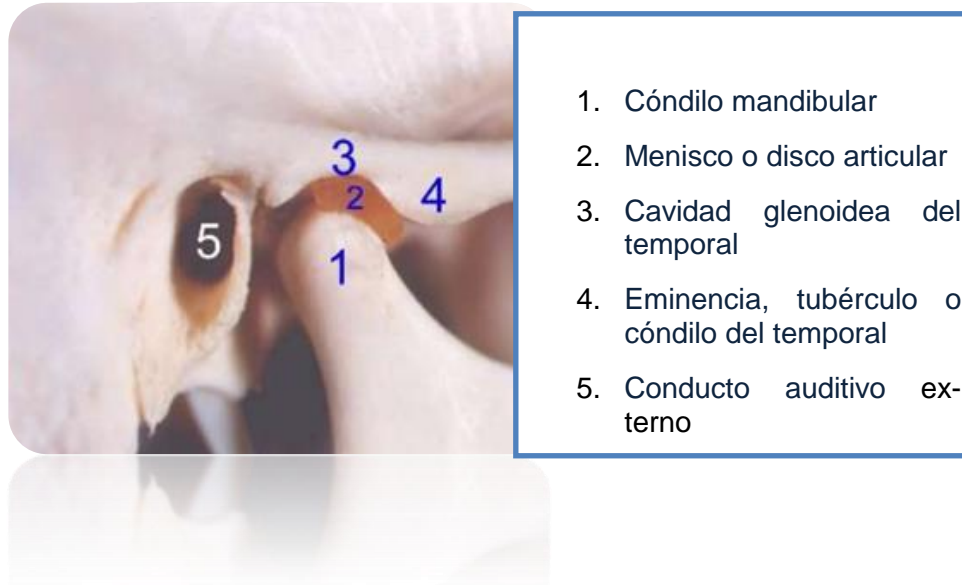 3
2
4
5
1
1. Cóndilo mandibular
2. Menisco o disco articular
3. Cavidad glenoidea del
temporal
4. Eminencia, tubérculo o
cóndilo del temporal
5. Conducto auditivo ex-
terno